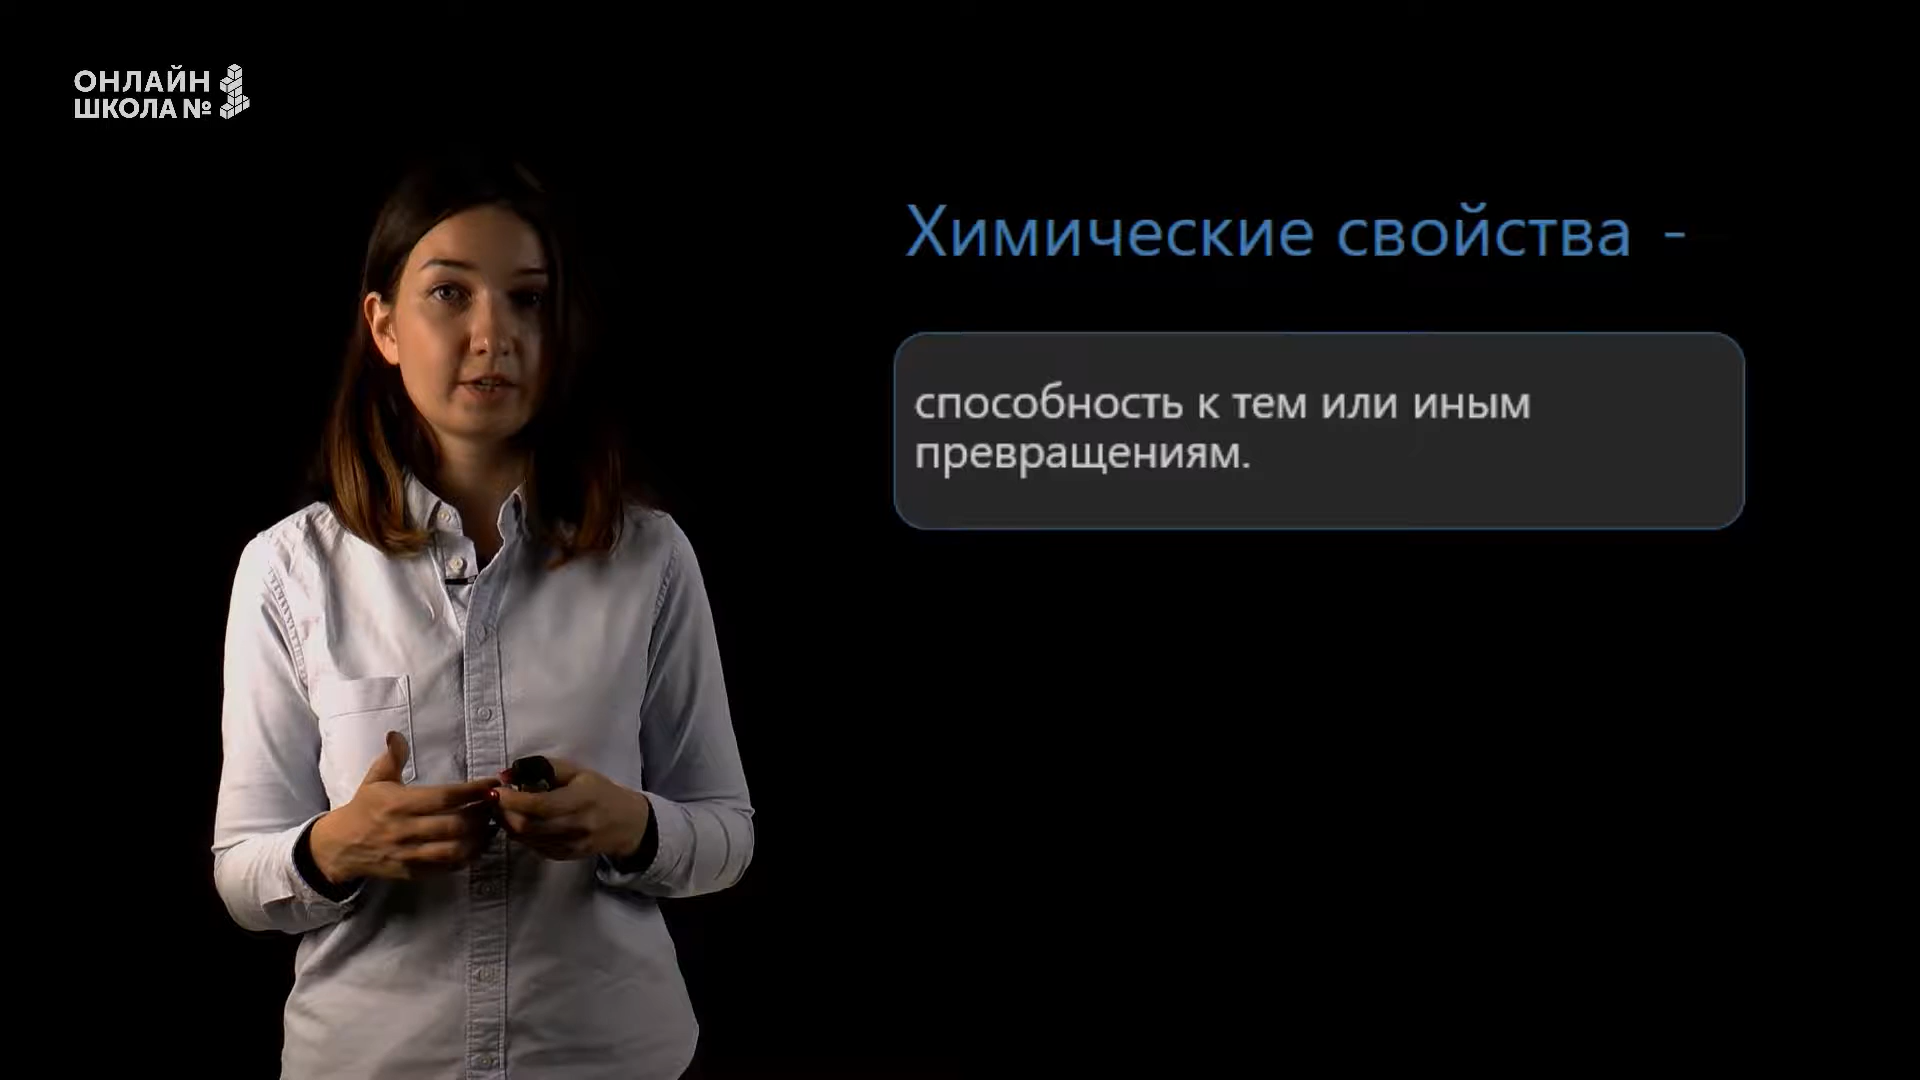 ОНЛАЙН
ШКОЛА №
Химические свойства -
способность к тем или иным
превращениям.